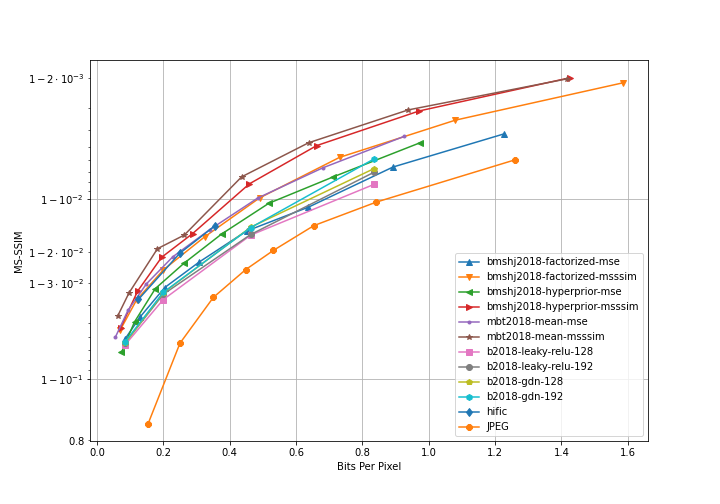 1 − 2 · 10⁻³
1 − 10⁻²
1 − 2 · 10⁻²
1 − 3 · 10⁻²
1 − 10⁻¹
0.8
MS-SSIM
0.0 0.2 0.4 0.6 0.8 1.0 1.2 1.4 1.6
Bits Per Pixel
bmshj2018-factorized-mse
bmshj2018-factorized-msssim
bmshj2018-hyperprior-mse
bmshj2018-hyperprior-msssim
mbt2018-mean-mse
mbt2018-mean-msssim
b2018-leaky-relu-128
b2018-leaky-relu-192
b2018-gdn-128
b2018-gdn-192
hific
JPEG